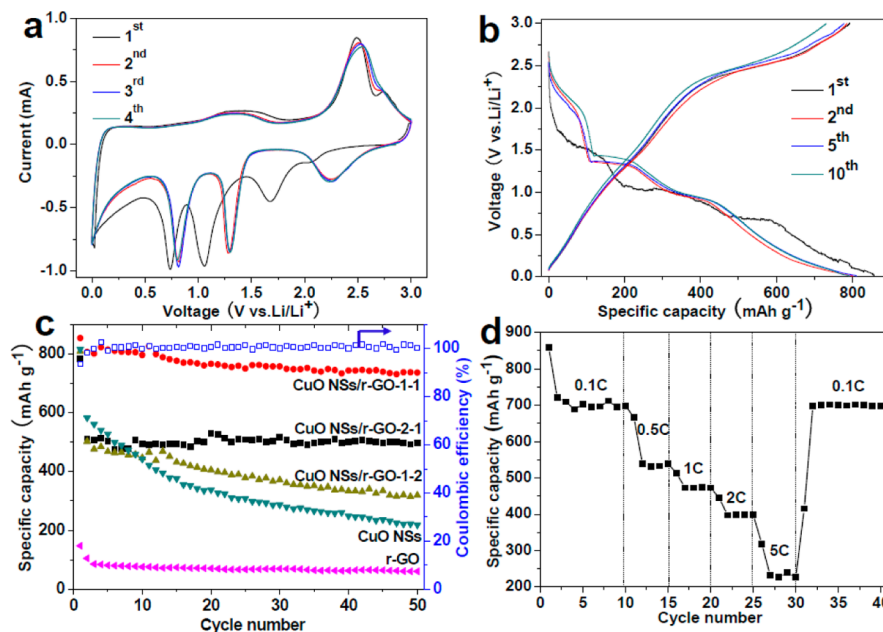 a
1st
2nd
3rd
4th
1.0
0.5
0.0
-0.5
-1.0
Current (mA)
0.0 0.5 1.0 1.5 2.0 2.5 3.0
Voltage (V vs.Li/Li+)
b
1st
2nd
5th
10th
3.0
2.5
2.0
1.5
1.0
0.5
0.0
Voltage (V vs.Li/Li+)
0 200 400 600 800
Specific capacity (mAh g-1)
c
800
600
400
200
0
Specific capacity (mAh g-1)
CuO NSs/r-GO-1-1
CuO NSs/r-GO-2-1
CuO NSs/r-GO-1-2
CuO NSs
r-GO
100
80
60
40
20
0
Coulombic efficiency (%)
0 10 20 30 40 50
Cycle number
d
900
800
700
600
500
400
300
200
Specific capacity (mAh g-1)
0.1C
0.5C
1C
2C
5C
0.1C
0 5 10 15 20 25 30 35 40
Cycle number